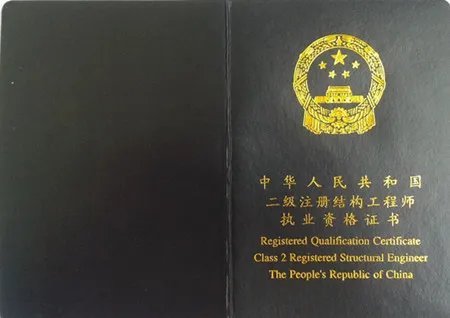 中华人民共和国
二级注册结构工程师
执业资格证书
Registered Qualification Certificate
Class 2 Registered Structural Engineer
The People's Republic of China